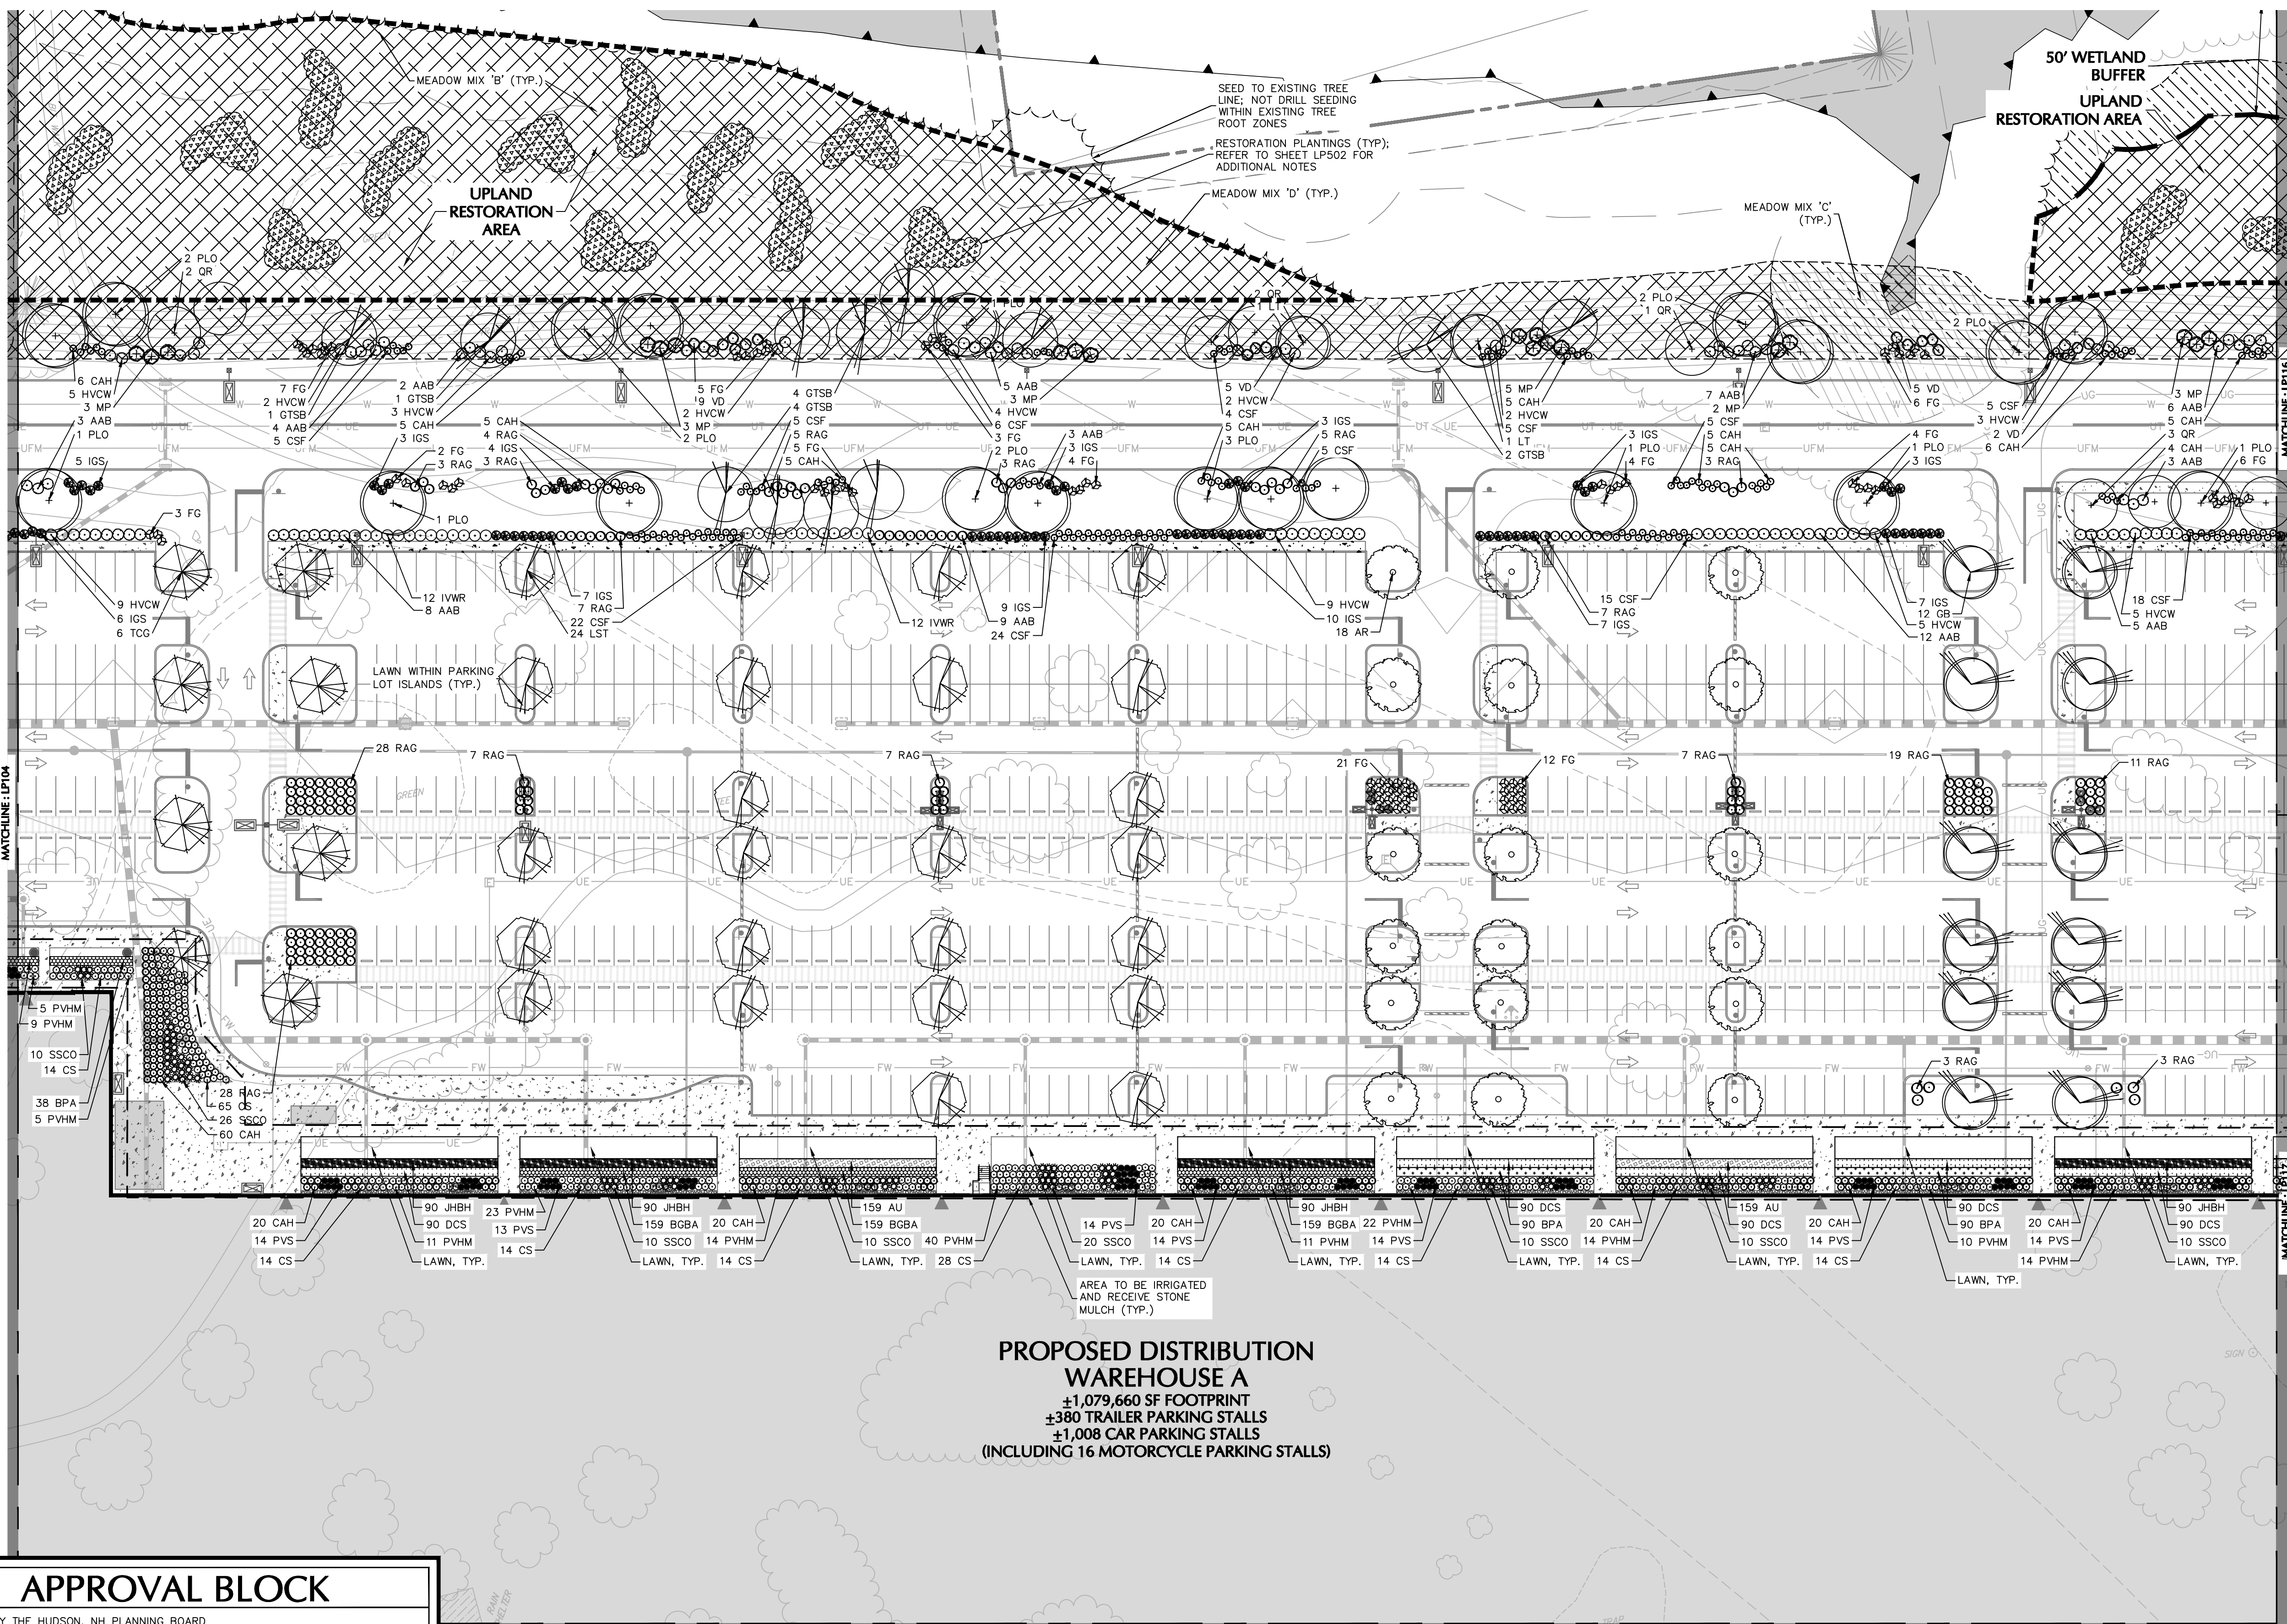 MEADOW MIX 'B' (TYP.)
SEED TO EXISTING TREE
LINE; NOT DRILL SEEDING
WITHIN EXISTING TREE
ROOT ZONES
RESTORATION PLANTINGS (TYP);
REFER TO SHEET LP502 FOR
ADDITIONAL NOTES
MEADOW MIX 'D' (TYP.)
MEADOW MIX 'C'
(TYP.)
50' WETLAND
BUFFER
UPLAND
RESTORATION AREA
UPLAND
RESTORATION
AREA
GREEN
2 PLO
2 QR
2 QR
1 LT
2 PLO
1 QR
2 PLO
6 CAH
5 HVCW
3 MP
3 AAB
1 PLO
5 IGS
7 FG
2 HVCW
1 GTSB
4 AAB
5 CSF
2 AAB
1 GTSB
3 HVCW
5 CAH
3 IGS
2 FG
3 RAG
5 CAH
4 RAG
4 IGS
3 RAG
5 FG
9 VD
2 HVCW
3 MP
2 PLO
4 GTSB
4 GTSB
5 CSF
5 RAG
5 FG
5 CAH
5 AAB
3 MP
4 HVCW
6 CSF
3 FG
2 PLO
3 RAG
3 AAB
3 IGS
4 FG
5 VD
2 HVCW
4 CSF
5 CAH
3 PLO
3 IGS
5 RAG
5 CSF
5 MP
5 CAH
2 HVCW
5 CSF
1 LT
2 GTSB
3 IGS
1 PLO
4 FG
7 AAB
2 MP
5 CSF
5 CAH
5 CAH
3 RAG
5 VD
6 FG
4 FG
1 PLO
3 IGS
5 CSF
3 HVCW
2 VD
6 CAH
3 MP
6 AAB
5 CAH
3 QR
4 CAH
3 AAB
1 PLO
6 FG
3 FG
1 PLO
9 HVCW
6 IGS
6 TCG
12 IVWR
8 AAB
7 IGS
7 RAG
22 CSF
24 LST
12 IVWR
9 IGS
9 AAB
24 CSF
9 HVCW
10 IGS
18 AR
15 CSF
7 RAG
7 IGS
7 IGS
12 GB
5 HVCW
12 AAB
18 CSF
5 HVCW
5 AAB
LAWN WITHIN PARKING
LOT ISLANDS (TYP.)
28 RAG
7 RAG
7 RAG
21 FG
12 FG
7 RAG
19 RAG
11 RAG
GREEN
MATCHLINE : LP104
MATCHLINE : LP116
MATCHLINE : LP117
5 PVHM
9 PVHM
10 SSCO
14 CS
38 BPA
5 PVHM
28 RAG
65 CS
26 SSCO
60 CAH
3 RAG
3 RAG
20 CAH
14 PVS
14 CS
90 JHBH
90 DCS
11 PVHM
LAWN, TYP.
23 PVHM
13 PVS
14 CS
90 JHBH
159 BGBA
10 SSCO
LAWN, TYP.
20 CAH
14 PVHM
14 CS
159 AU
159 BGBA
10 SSCO
LAWN, TYP.
40 PVHM
28 CS
14 PVS
20 SSCO
LAWN, TYP.
AREA TO BE IRRIGATED
AND RECEIVE STONE
MULCH (TYP.)
20 CAH
14 PVS
14 CS
90 JHBH
159 BGBA
11 PVHM
LAWN, TYP.
22 PVHM
14 PVS
14 CS
90 DCS
90 BPA
10 SSCO
LAWN, TYP.
20 CAH
14 PVHM
14 CS
159 AU
90 DCS
10 SSCO
LAWN, TYP.
20 CAH
14 PVS
14 CS
90 DCS
90 BPA
10 PVHM
LAWN, TYP.
20 CAH
14 PVS
14 PVHM
90 JHBH
90 DCS
10 SSCO
LAWN, TYP.
PROPOSED DISTRIBUTION
WAREHOUSE A
±1,079,660 SF FOOTPRINT
±380 TRAILER PARKING STALLS
±1,008 CAR PARKING STALLS
(INCLUDING 16 MOTORCYCLE PARKING STALLS)
SIGN
APPROVAL BLOCK
THE HUDSON, NH PLANNING BOARD
RAIN
TRAP